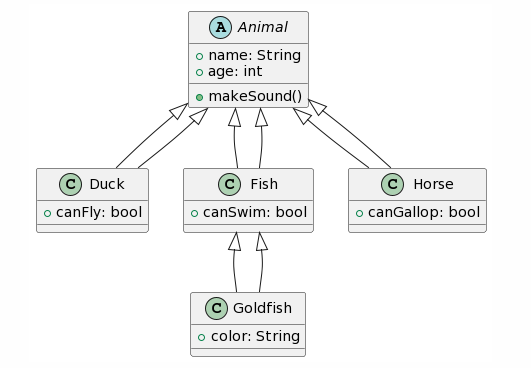 A Animal
+ name: String
+ age: int
makeSound()
C Duck
canFly: bool
C Fish
canSwim: bool
C Horse
canGallop: bool
C Goldfish
color: String